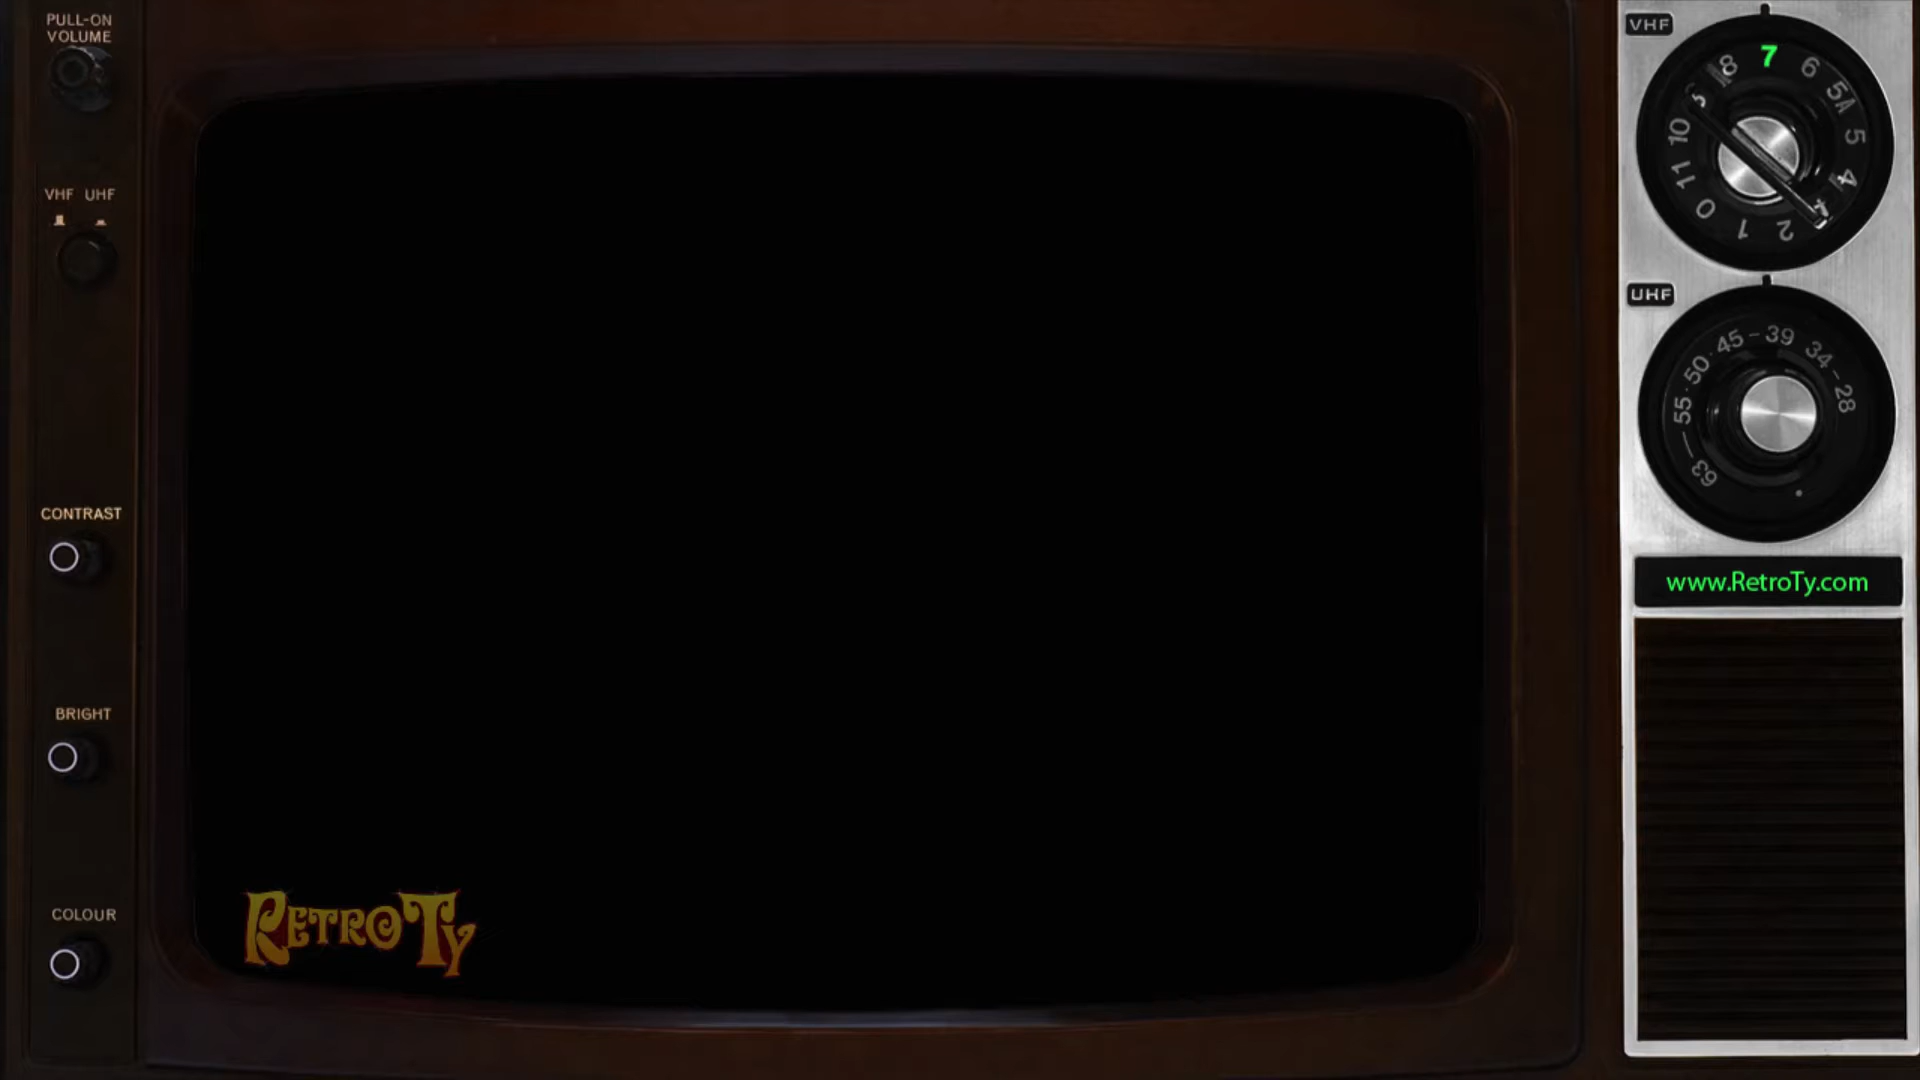 PULL-ON
VOLUME
VHF UHF
CONTRAST
BRIGHT
COLOUR
RETROTY
VHF
7
6
5A
5
4
2
1
0
11
10
8
UHF
63
55
50
45
39
34
28
www.RetroTy.com